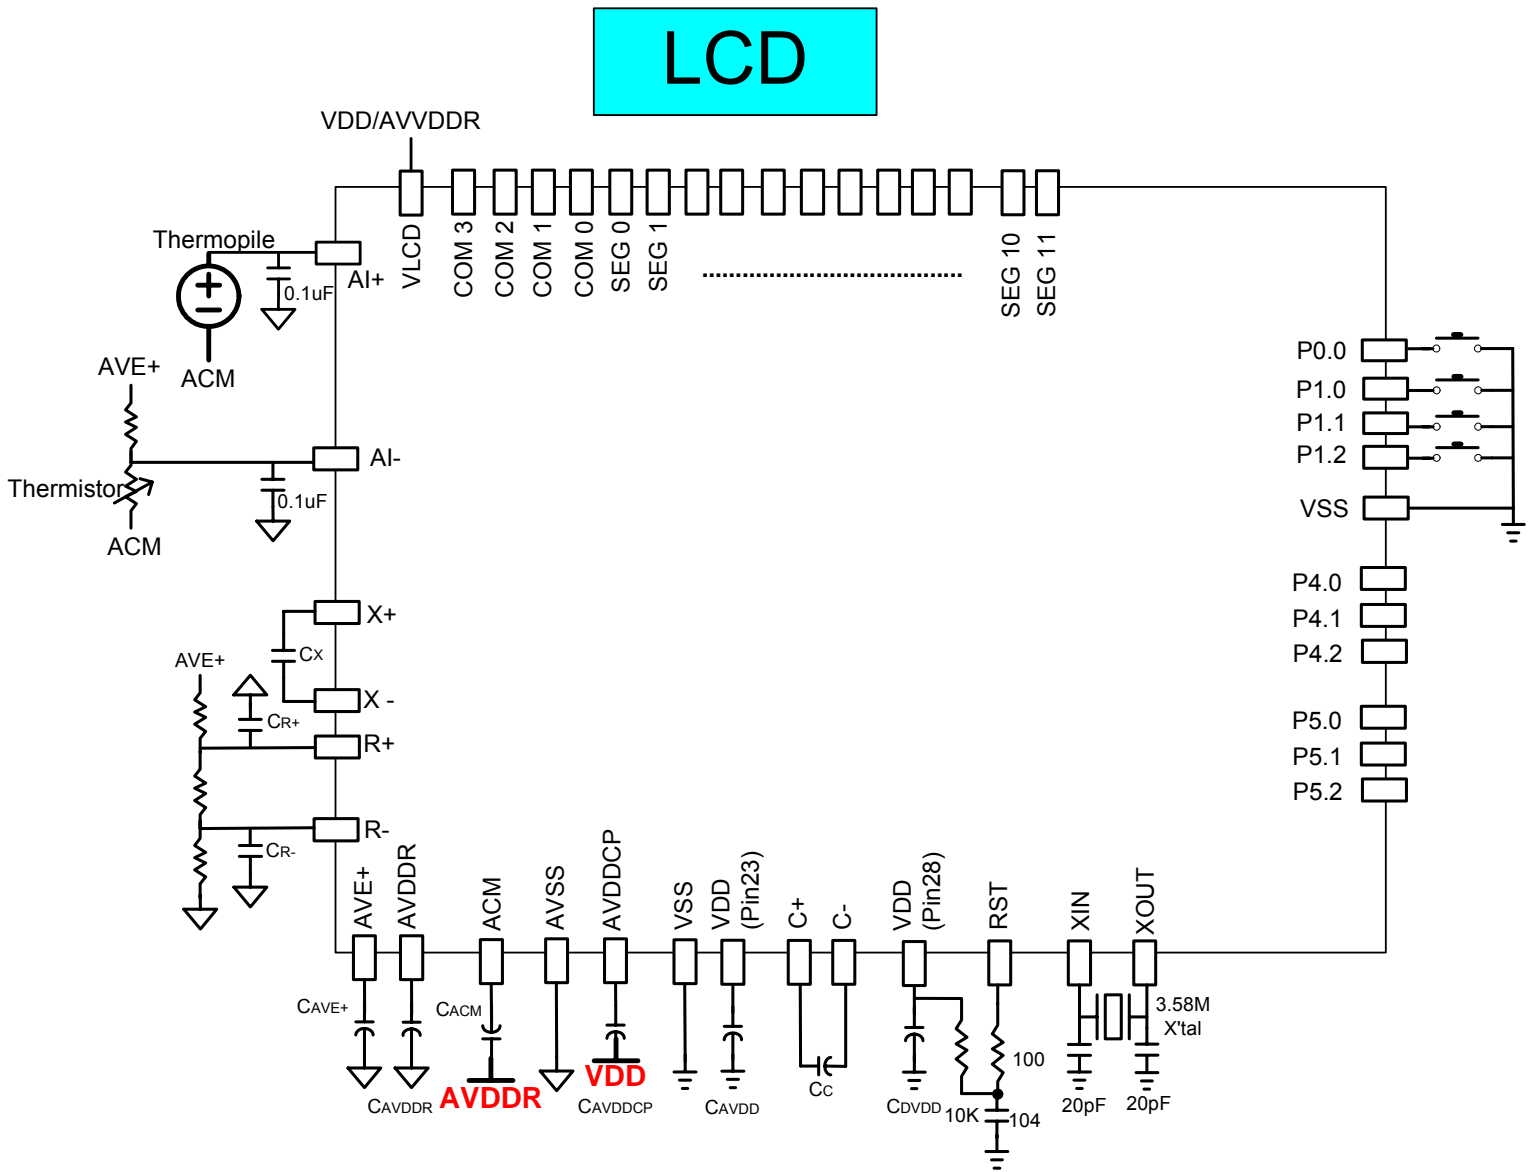 LCD
VDD/AVVDDR
Thermopile
AI+
0.1uF
ACM
VLCD
COM 3
COM 2
COM 1
COM 0
SEG 0
SEG 1
SEG 10
SEG 11
AVE+
AI-
Thermistor
0.1uF
ACM
P0.0
P1.0
P1.1
P1.2
VSS
P4.0
P4.1
P4.2
P5.0
P5.1
P5.2
X+
CX
X -
AVE+
CR+
R+
R-
CR-
AVE+
AVDDR
ACM
AVSS
AVDDCP
VSS
VDD
(Pin23)
C+
C-
VDD
(Pin28)
RST
XIN
XOUT
CAVE+
CACM
3.58M
X'tal
100
CAVDDR
AVDDR
VDD
CAVDDCP
CAVDD
CC
CDVDD
10K
104
20pF
20pF